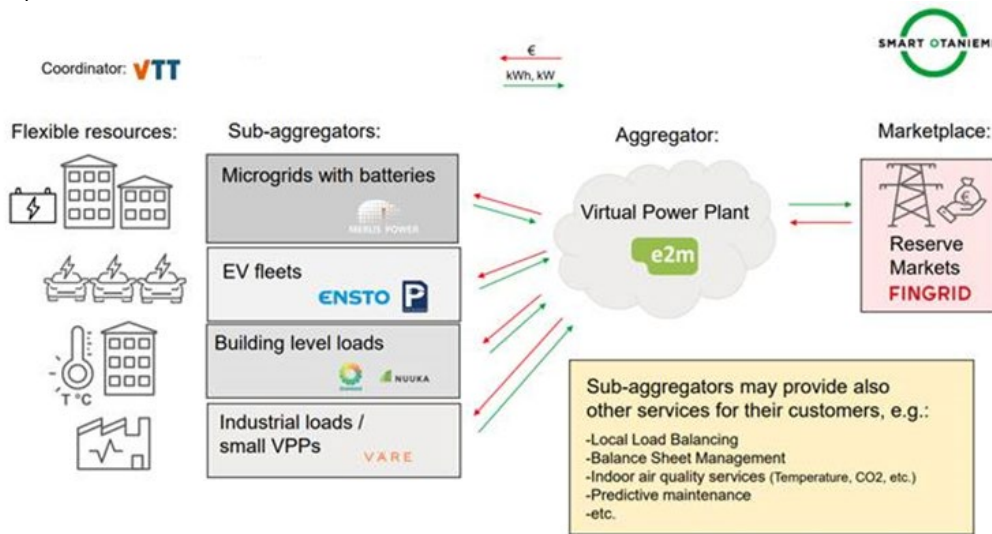 SMART OTANIEMI
Coordinator: VTT
€
kWh, kW
Flexible resources:
Sub-aggregators:
Aggregator:
Marketplace:
Microgrids with batteries
MERUS POWER
Virtual Power Plant
e2m
€
Reserve
Markets
FINGRID
EV fleets
ENSTO P
Building level loads
NUUKA
T °C
Industrial loads /
small VPPs
VÄRE
Sub-aggregators may provide also
other services for their customers, e.g.:
-Local Load Balancing
-Balance Sheet Management
-Indoor air quality services (Temperature, CO2, etc.)
-Predictive maintenance
-etc.